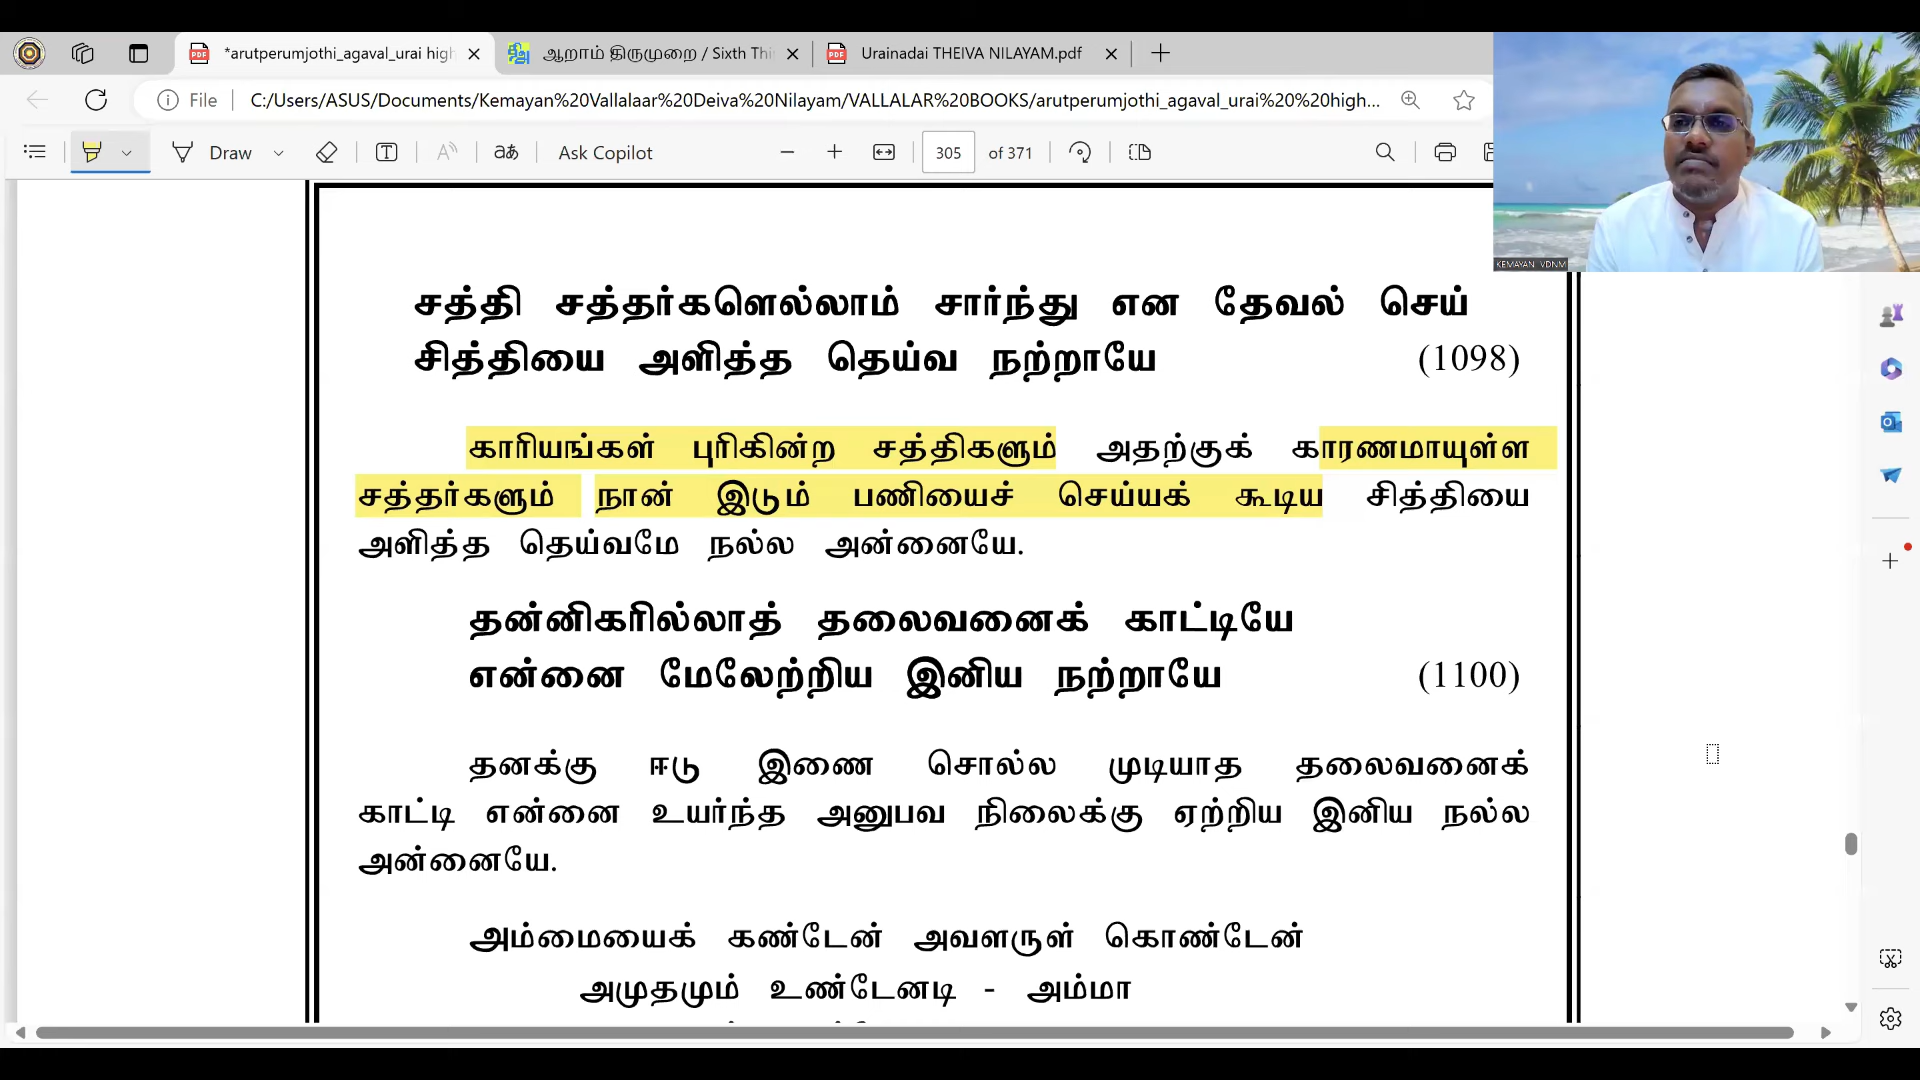 *arutperumjothi_agaval_urai high
ஆறாம் திருமுறை / Sixth Thi
Urainadai THEIVA NILAYAM.pdf
File
C:/Users/ASUS/Documents/Kemayan%20Vallalaar%20Deiva%20Nilayam/VALLALAR%20BOOKS/arutperumjothi_agaval_urai%20%20high...
Draw
Ask Copilot
305 of 371
KEMAYAN VDNM
சத்தி சத்தர்களெல்லாம் சார்ந்து என தேவல் செய்
சித்தியை அளித்த தெய்வ நற்றாயே (1098)
காரியங்கள் புரிகின்ற சத்திகளும் அதற்குக் காரணமாயுள்ள
சத்தர்களும் நான் இடும் பணியைச் செய்யக் கூடிய சித்தியை
அளித்த தெய்வமே நல்ல அன்னையே.
தன்னிகரில்லாத் தலைவனைக் காட்டியே
என்னை மேலேற்றிய இனிய நற்றாயே (1100)
தனக்கு ஈடு இணை சொல்ல முடியாத தலைவனைக்
காட்டி என்னை உயர்ந்த அனுபவ நிலைக்கு ஏற்றிய இனிய நல்ல
அன்னையே.
அம்மையைக் கண்டேன் அவளருள் கொண்டேன்
அமுதமும் உண்டேனடி - அம்மா